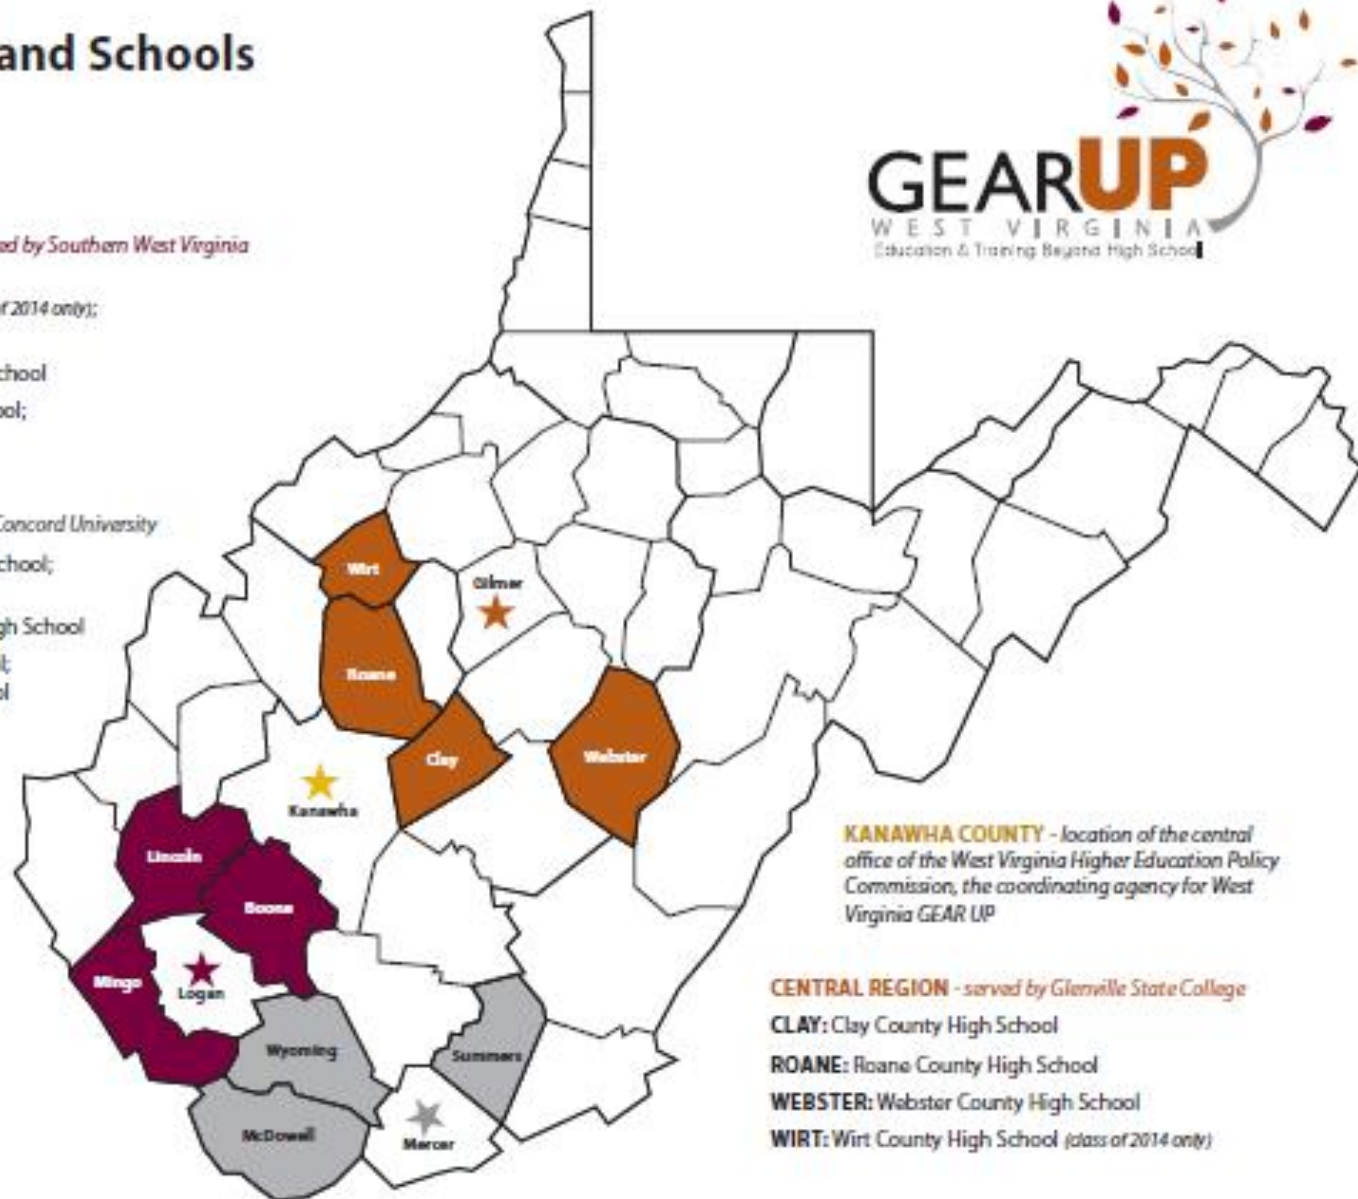 and Schools
ed by Southern West Virginia
f 2014 only);
chool
ool;
Concord University
chool;
gh School
l;
ol
GEARUP
WEST VIRGINIA
Education & Training Beyond High School
Wirt
Gilmer
Roane
Clay
Webster
Kanawha
Lincoln
Boone
Mingo
Logan
Wyoming
Summers
McDowell
Mercer
KANAWHA COUNTY - location of the central
office of the West Virginia Higher Education Policy
Commission, the coordinating agency for West
Virginia GEAR UP
CENTRAL REGION - served by Glenville State College
CLAY: Clay County High School
ROANE: Roane County High School
WEBSTER: Webster County High School
WIRT: Wirt County High School (class of 2014 only)